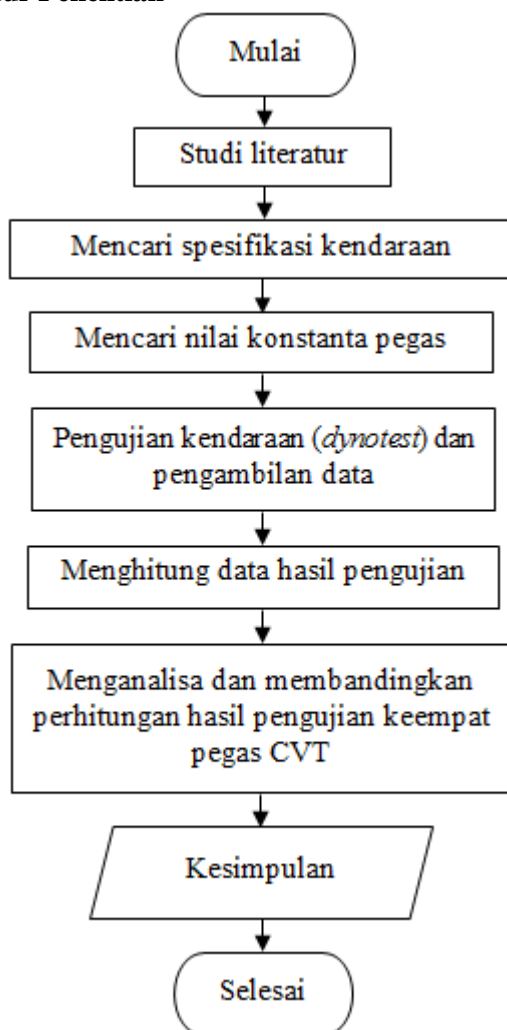 Mulai
Studi literatur
Mencari spesifikasi kendaraan
Mencari nilai konstanta pegas
Pengujian kendaraan (dynotest) dan
pengambilan data
Menghitung data hasil pengujian
Menganalisa dan membandingkan
perhitungan hasil pengujian keempat
pegas CVT
Kesimpulan
Selesai